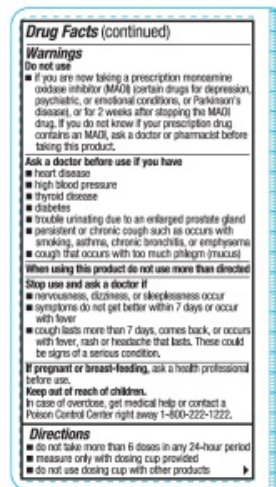 Drug Facts (continued)
Warnings
Do not use
■ if you are now taking a prescription monoamine
oxidase inhibitor (MAOI) (certain drugs for depression,
psychiatric, or emotional conditions, or Parkinson's
disease), or for 2 weeks after stopping the MAOI
drug. If you do not know if your prescription drug
contains an MAOI, ask a doctor or pharmacist before
taking this product.
Ask a doctor before use if you have
■ heart disease
■ high blood pressure
■ thyroid disease
■ diabetes
■ trouble urinating due to an enlarged prostate gland
■ persistent or chronic cough such as occurs with
smoking, asthma, chronic bronchitis, or emphysema
■ cough that occurs with too much phlegm (mucus)
When using this product do not use more than directed
Stop use and ask a doctor if
■ nervousness, dizziness, or sleeplessness occur
■ symptoms do not get better within 7 days or occur
with fever
■ cough lasts more than 7 days, comes back, or occurs
with fever, rash or headache that lasts. These could
be signs of a serious condition.
If pregnant or breast-feeding, ask a health professional
before use.
Keep out of reach of children.
In case of overdose, get medical help or contact a
Poison Control Center right away 1-800-222-1222.
Directions
■ do not take more than 6 doses in any 24-hour period
■ measure only with dosing cup provided
■ do not use dosing cup with other products